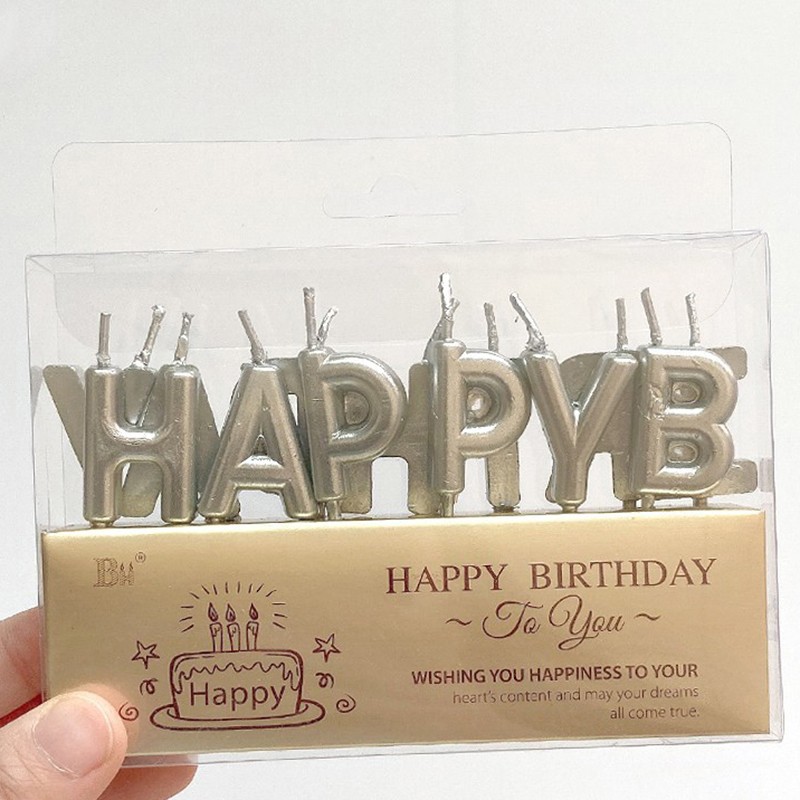 HAPPYB
BH®
HAPPY BIRTHDAY
~ To You ~
Happy
WISHING YOU HAPPINESS TO YOUR
heart's content and may your dreams
all come true.